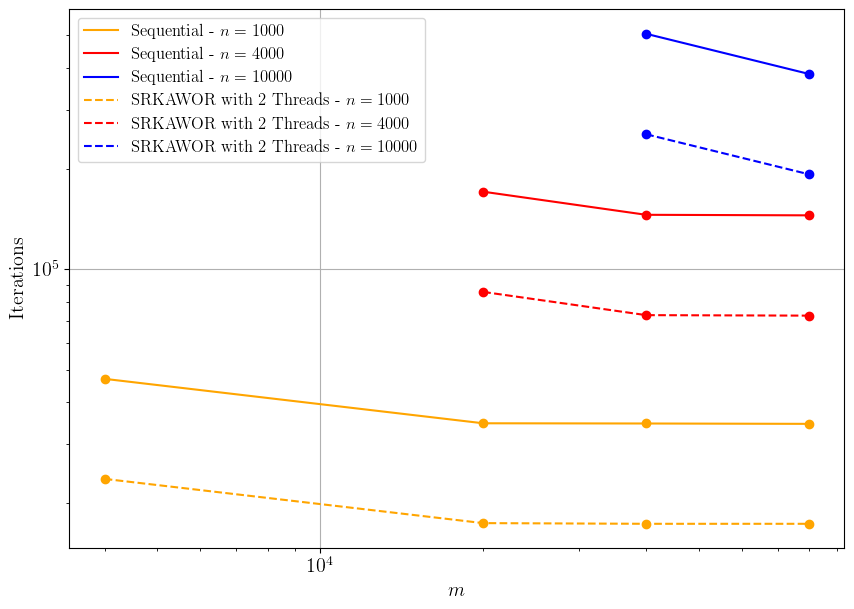 Sequential - n = 1000
Sequential - n = 4000
Sequential - n = 10000
SRKAWOR with 2 Threads - n = 1000
SRKAWOR with 2 Threads - n = 4000
SRKAWOR with 2 Threads - n = 10000
Iterations
10^5
10^4
m